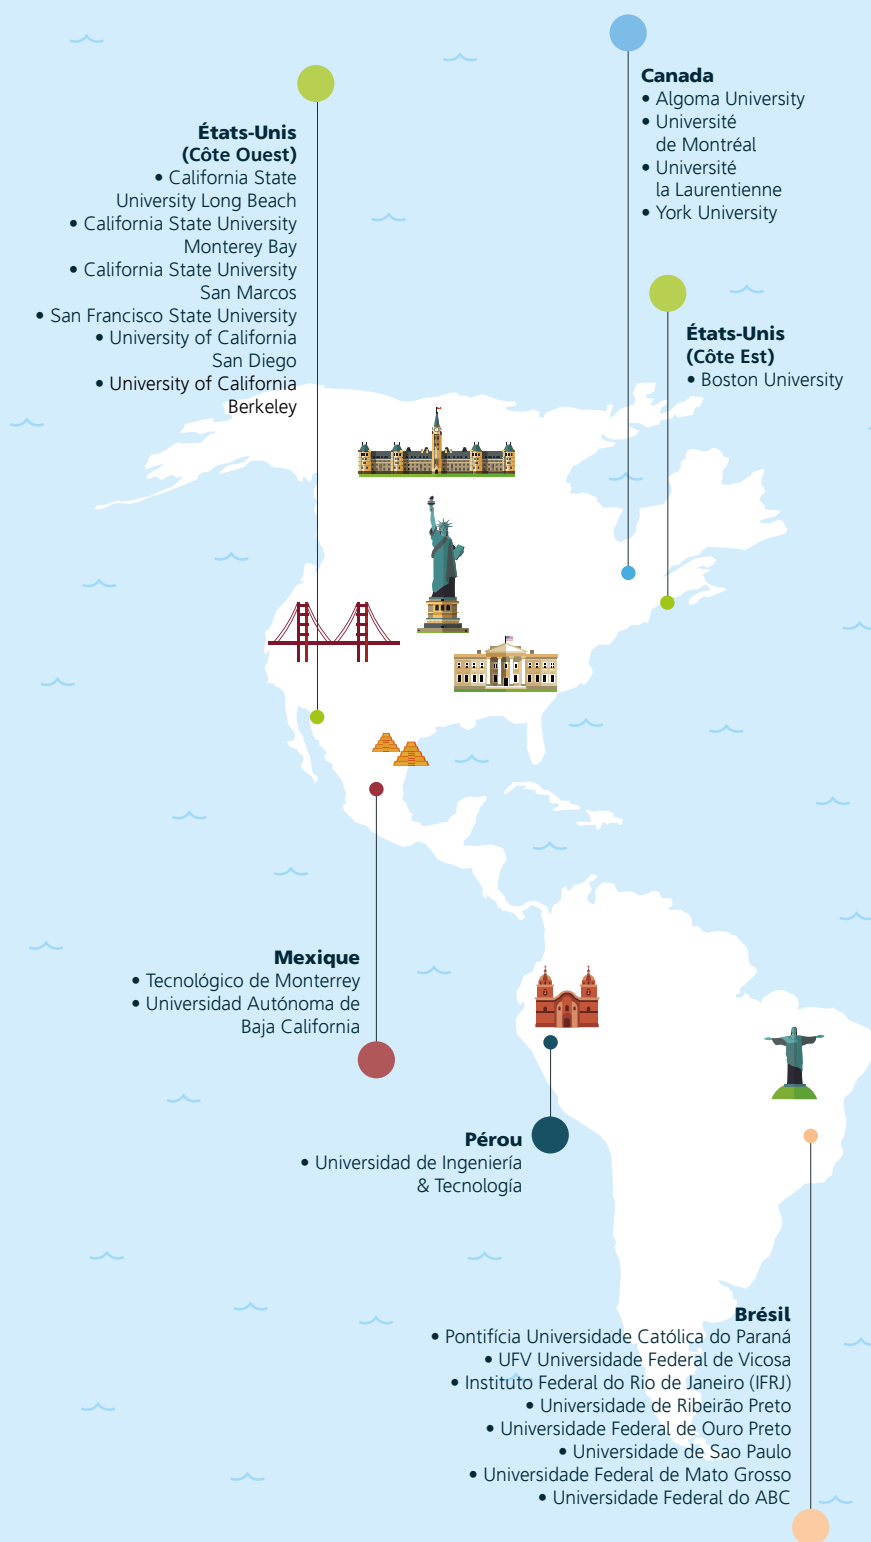 Canada
• Algoma University
• Université
de Montréal
• Université
la Laurentienne
• York University
États-Unis
(Côte Ouest)
• California State
University Long Beach
• California State University
Monterey Bay
• California State University
San Marcos
• San Francisco State University
• University of California
San Diego
• University of California
Berkeley
États-Unis
(Côte Est)
• Boston University
Mexique
• Tecnológico de Monterrey
• Universidad Autónoma de
Baja California
Pérou
• Universidad de Ingeniería
& Tecnología
Brésil
• Pontifícia Universidade Católica do Paraná
• UFV Universidade Federal de Vicosa
• Instituto Federal do Rio de Janeiro (IFRJ)
• Universidade de Ribeirão Preto
• Universidade Federal de Ouro Preto
• Universidade de Sao Paulo
• Universidade Federal de Mato Grosso
• Universidade Federal do ABC